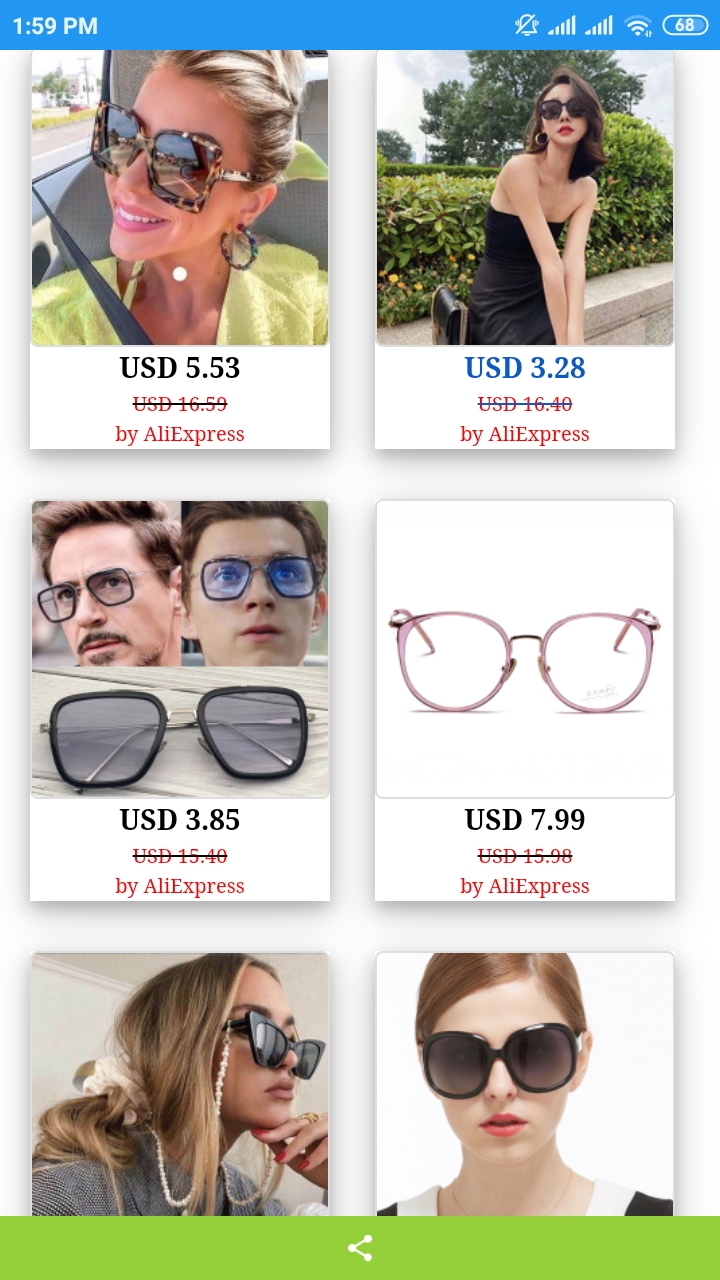 1:59 PM
68
USD 5.53
USD 16.59
by AliExpress
USD 3.28
USD 16.40
by AliExpress
USD 3.85
USD 15.40
by AliExpress
USD 7.99
USD 15.98
by AliExpress